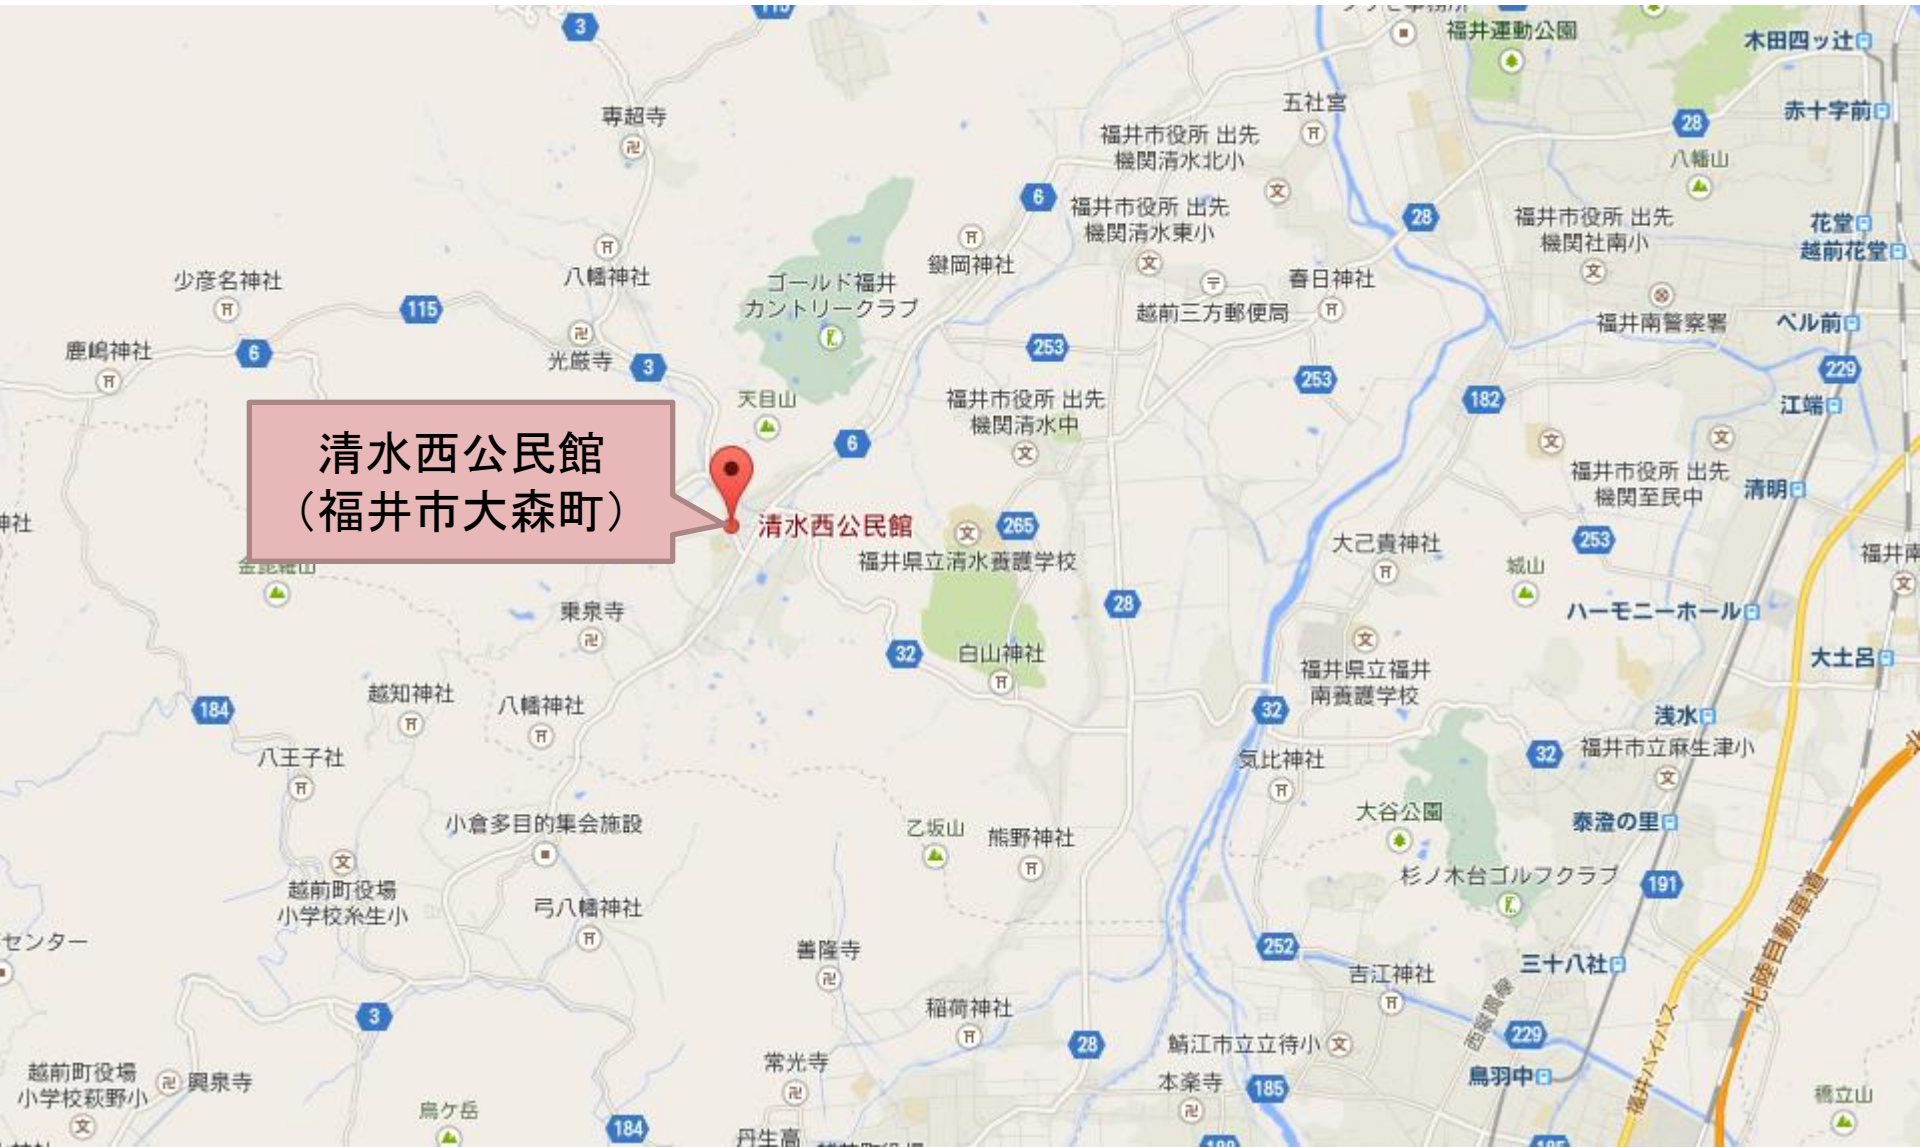 3
115
福井運動公園
木田四ッ辻
赤十字前
専超寺
五社宮
28
福井市役所 出先
機関清水北小
八幡山
6
福井市役所 出先
機関清水東小
28
福井市役所 出先
機関社南小
花堂
越前花堂
八幡神社
鍵岡神社
少彦名神社
ゴールド福井
カントリークラブ
春日神社
115
越前三方郵便局
福井南警察署
ベル前
鹿嶋神社
6
光厳寺
3
253
253
229
天目山
福井市役所 出先
機関清水中
182
江端
清水西公民館
(福井市大森町)
6
福井市役所 出先
機関至民中
清明
神社
清水西公民館
265
福井県立清水養護学校
大己貴神社
253
福井南
城山
金毘羅山
乗泉寺
28
ハーモニーホール
32
白山神社
福井県立福井
南養護学校
大土呂
越知神社
184
八幡神社
32
浅水
八王子社
気比神社
32
福井市立麻生津小
小倉多目的集会施設
乙坂山
熊野神社
大谷公園
泰澄の里
越前町役場
小学校糸生小
杉ノ木台ゴルフクラブ
191
弓八幡神社
センター
善隆寺
252
吉江神社
三十八社
北陸自動車道
3
稲荷神社
28
鯖江市立立待小
229
福井バイパス
越前町役場
小学校萩野小
興泉寺
常光寺
本楽寺
185
鳥羽中
烏ケ岳
184
丹生高
橋立山